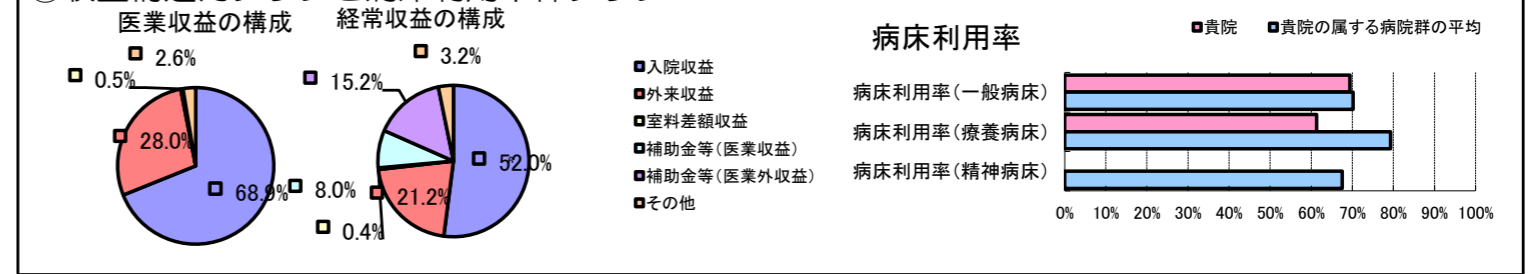 医業収益の構成
経常収益の構成
2.6%
0.5%
28.0%
68.9%
3.2%
15.2%
52.0%
8.0%
21.2%
0.4%
入院収益
外来収益
室料差額収益
補助金等(医業収益)
補助金等(医業外収益)
その他
病床利用率
貴院 貴院の属する病院群の平均
病床利用率(一般病床)
病床利用率(療養病床)
病床利用率(精神病床)
0% 10% 20% 30% 40% 50% 60% 70% 80% 90% 100%